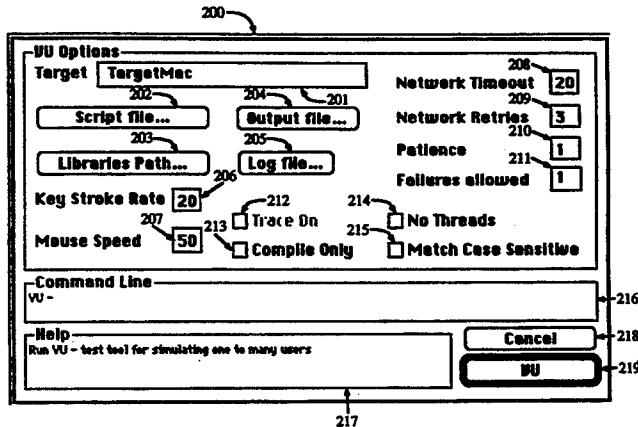 200
VU Options
Target TargetMac
201
202
Script file...
204
Output file...
203
Libraries Path...
205
Log file...
206
Key Stroke Rate 20
207
Mouse Speed 50
208
Network Timeout 20
209
Network Retries 3
210
Patience 1
211
Failures allowed 1
212
Trace On
213
Compile Only
214
No Threads
215
Match Case Sensitive
Command Line
VU -
216
Help
Run VU - test tool for simulating one to many users
217
Cancel
218
VU
219